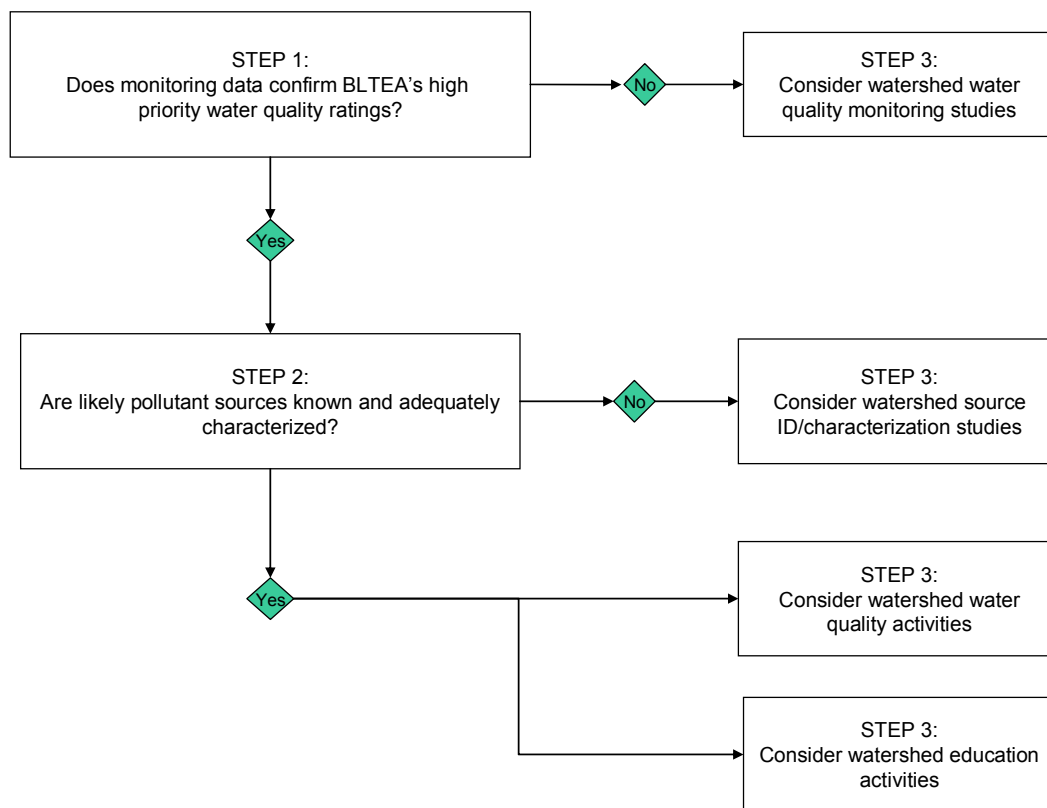 STEP 1:
Does monitoring data confirm BLTEA's high
priority water quality ratings?
No
STEP 3:
Consider watershed water
quality monitoring studies
Yes
STEP 2:
Are likely pollutant sources known and adequately
characterized?
No
STEP 3:
Consider watershed source
ID/characterization studies
Yes
STEP 3:
Consider watershed water
quality activities
STEP 3:
Consider watershed education
activities